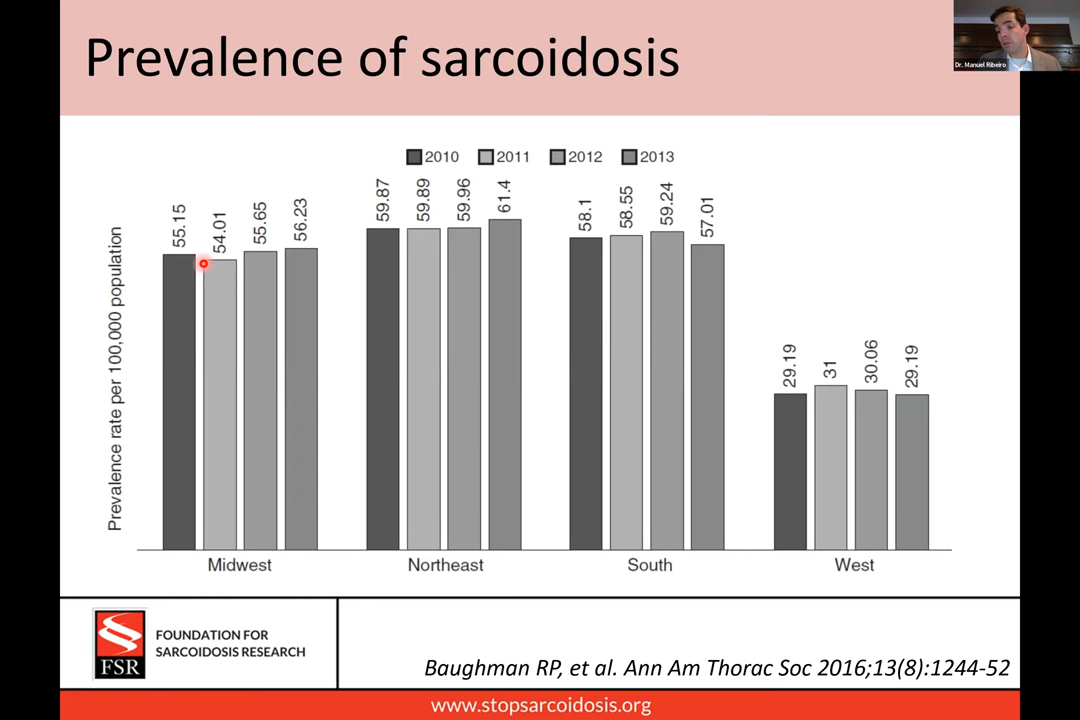 Prevalence of sarcoidosis
Dr. Manuel Ribeiro
2010 2011 2012 2013
Prevalence rate per 100,000 population
55.15 54.01 55.65 56.23
59.87 59.89 59.96 61.4
58.1 58.55 59.24 57.01
29.19 31 30.06 29.19
Midwest Northeast South West
FSR
FOUNDATION FOR
SARCOIDOSIS RESEARCH
Baughman RP, et al. Ann Am Thorac Soc 2016;13(8):1244-52
www.stopsarcoidosis.org